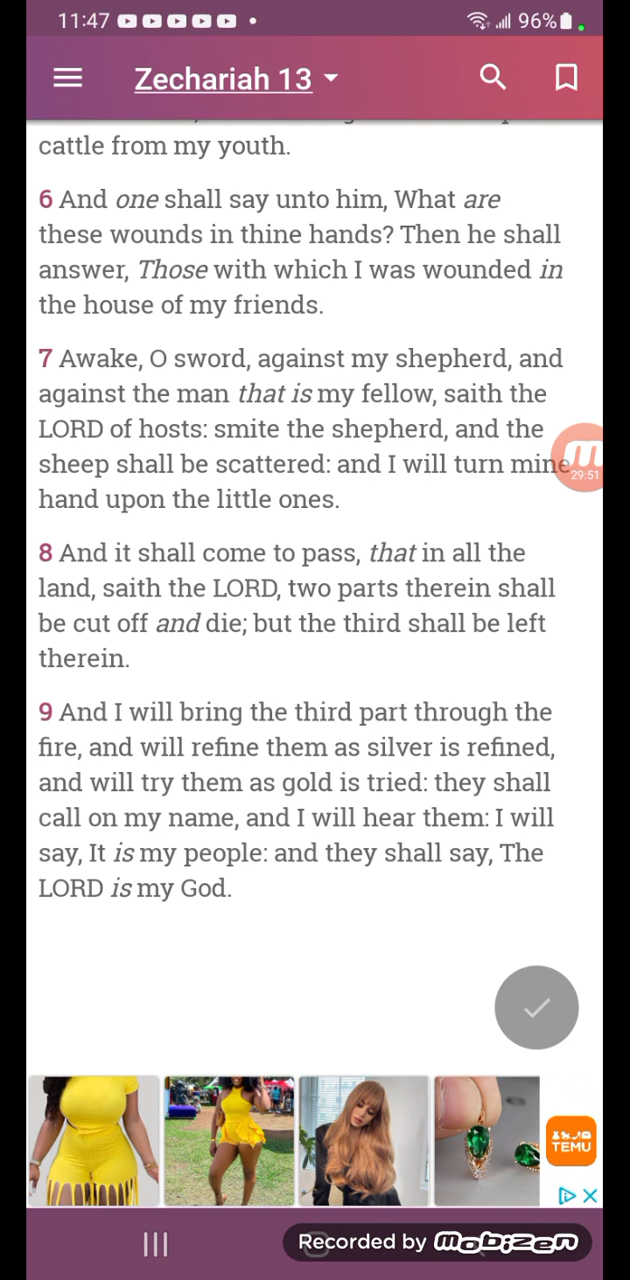 11:47
96%
Zechariah 13
cattle from my youth.
6 And one shall say unto him, What are
these wounds in thine hands? Then he shall
answer, Those with which I was wounded in
the house of my friends.
7 Awake, O sword, against my shepherd, and
against the man that is my fellow, saith the
LORD of hosts: smite the shepherd, and the
sheep shall be scattered: and I will turn mine
hand upon the little ones.
29:51
8 And it shall come to pass, that in all the
land, saith the LORD, two parts therein shall
be cut off and die; but the third shall be left
therein.
9 And I will bring the third part through the
fire, and will refine them as silver is refined,
and will try them as gold is tried: they shall
call on my name, and I will hear them: I will
say, It is my people: and they shall say, The
LORD is my God.
TEMU
Recorded by mobizen